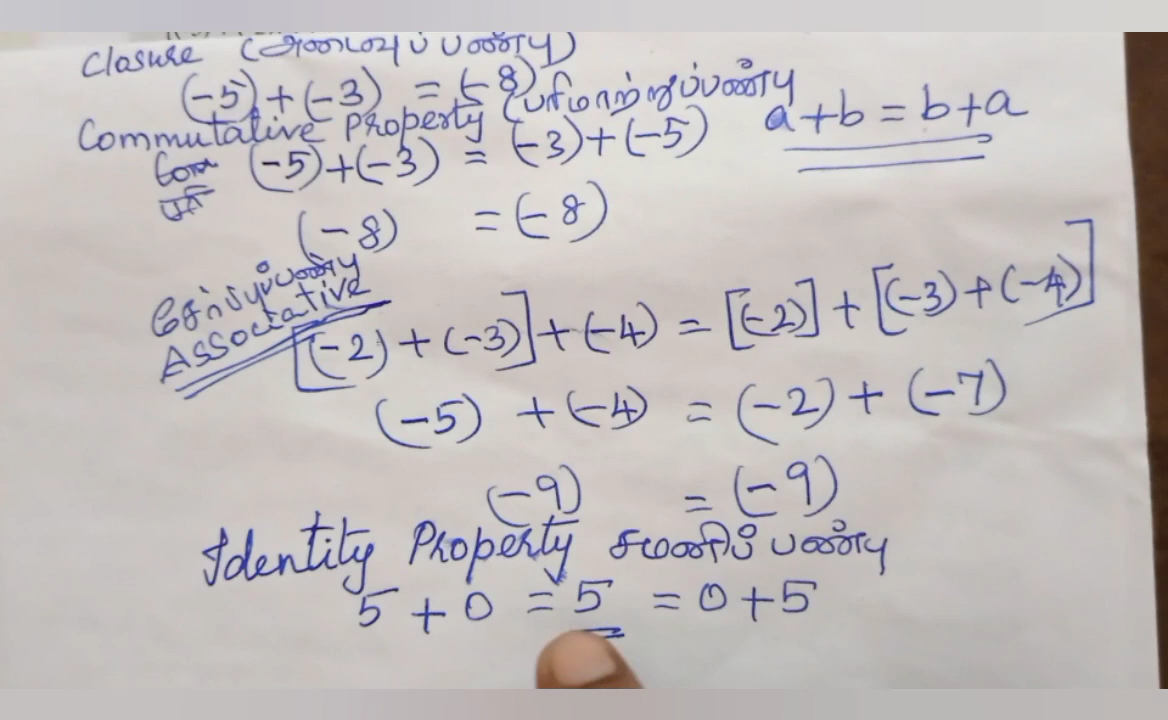 Closure (அடைவுப் பண்பு)
(-5)+(-3) = (-8)
Commutative Property (பரிமாற்றுப்பண்பு
a+b = b+a
(-5)+(-3) = (-3)+(-5)
(-8) = (-8)
சேர்ப்புப்பண்பு
Associative
[(-2)+(-3)]+(-4) = [(-2)]+[(-3)+(-4)]
(-5) +(-4) = (-2)+(-7)
(-9) = (-9)
Identity Property சமனிப் பண்பு
5+0 = 5 = 0+5